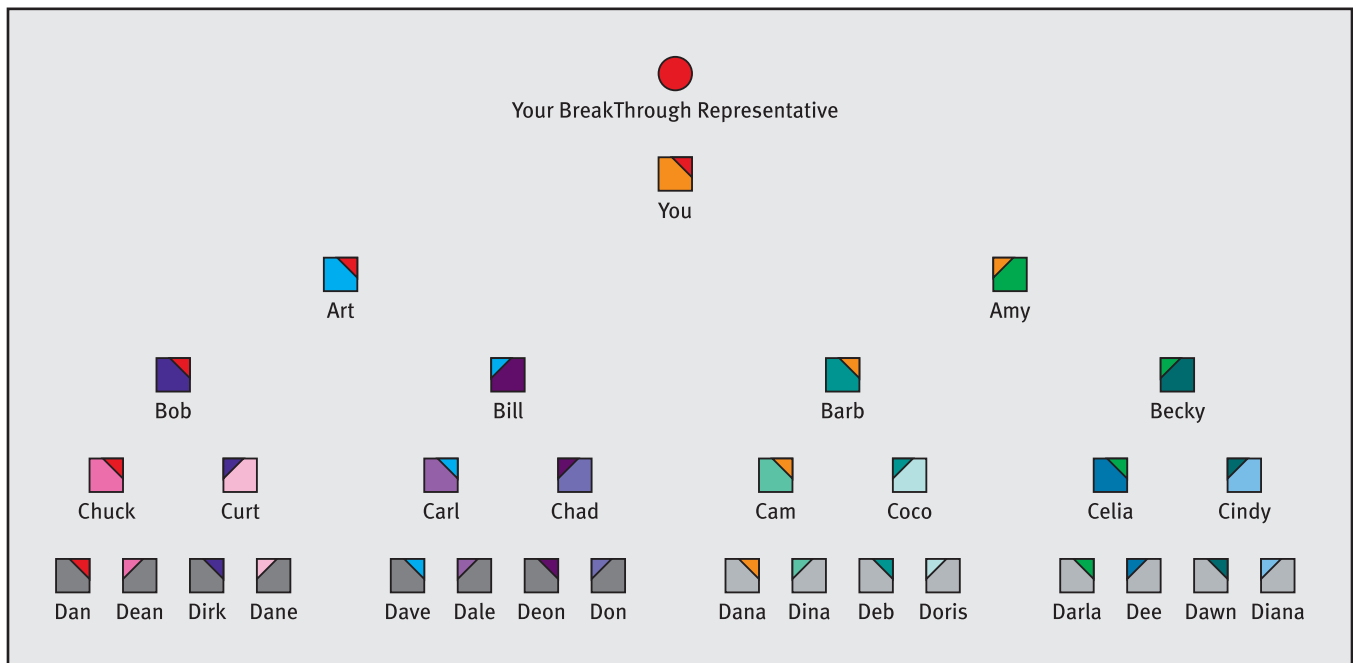 Your BreakThrough Representative
You
Art Amy
Bob Bill Barb Becky
Chuck Curt Carl Chad Cam Coco Celia Cindy
Dan Dean Dirk Dane Dave Dale Deon Don Dana Dina Deb Doris Darla Dee Dawn Diana